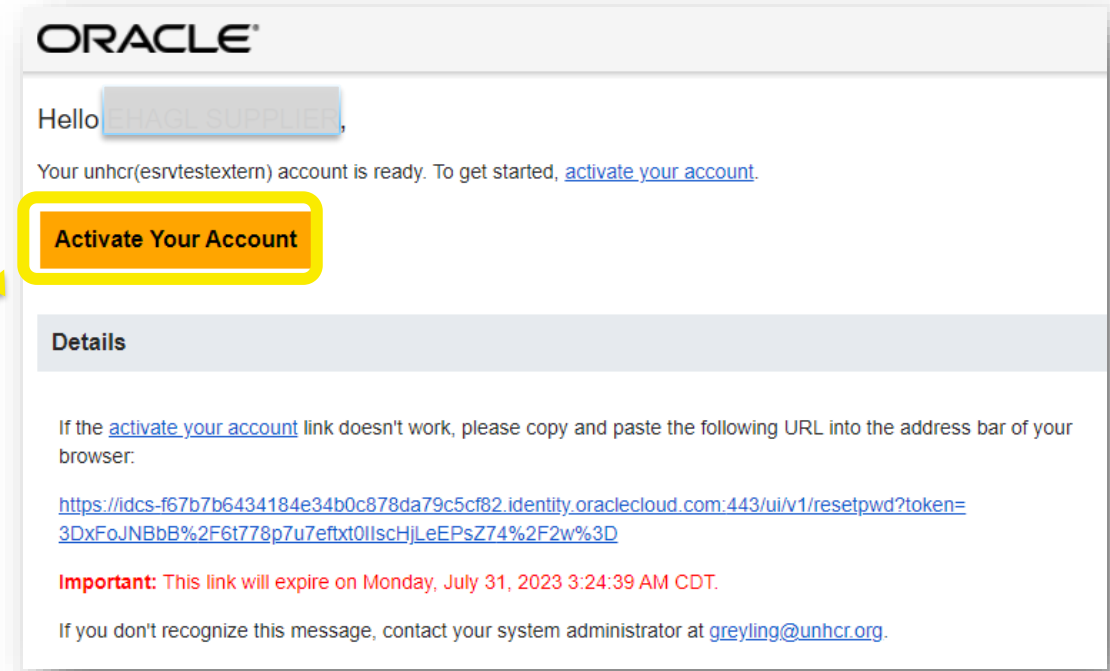 ORACLE®
Hello EHAGL SUPPLIER,
Your unhcr(esrvtestextern) account is ready. To get started, activate your account.
Activate Your Account
Details
If the activate your account link doesn't work, please copy and paste the following URL into the address bar of your
browser:
https://idcs-f67b7b6434184e34b0c878da79c5cf82.identity.oraclecloud.com:443/ui/v1/resetpwd?token=
3DxFoJNBbB%2F6t778p7u7eftxt0IIscHjLeEPsZ74%2F2w%3D
Important: This link will expire on Monday, July 31, 2023 3:24:39 AM CDT.
If you don't recognize this message, contact your system administrator at greyling@unhcr.org.